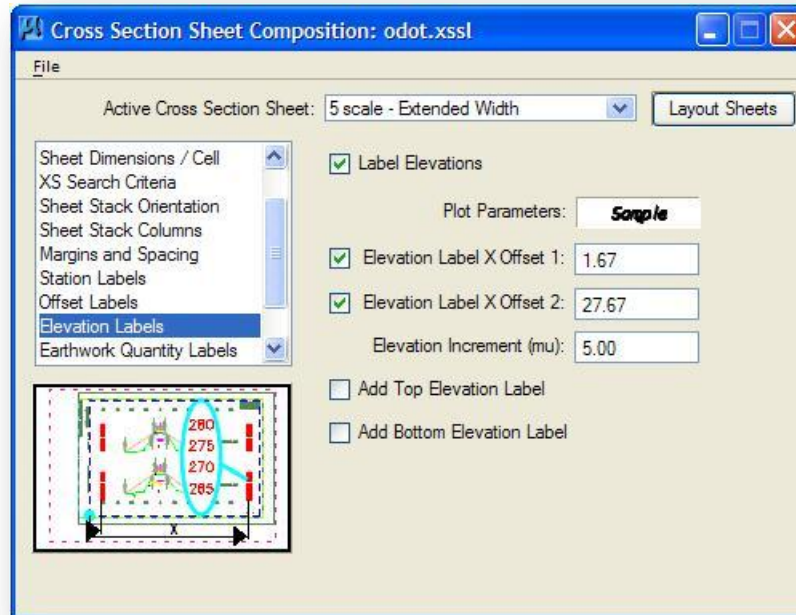 Cross Section Sheet Composition: odot.xssl
File
Active Cross Section Sheet: 5 scale - Extended Width Layout Sheets
Sheet Dimensions / Cell
XS Search Criteria
Sheet Stack Orientation
Sheet Stack Columns
Margins and Spacing
Station Labels
Offset Labels
Elevation Labels
Earthwork Quantity Labels
Label Elevations
Plot Parameters: Sample
Elevation Label X Offset 1: 1.67
Elevation Label X Offset 2: 27.67
Elevation Increment (mu): 5.00
Add Top Elevation Label
Add Bottom Elevation Label
280
275
270
265
X